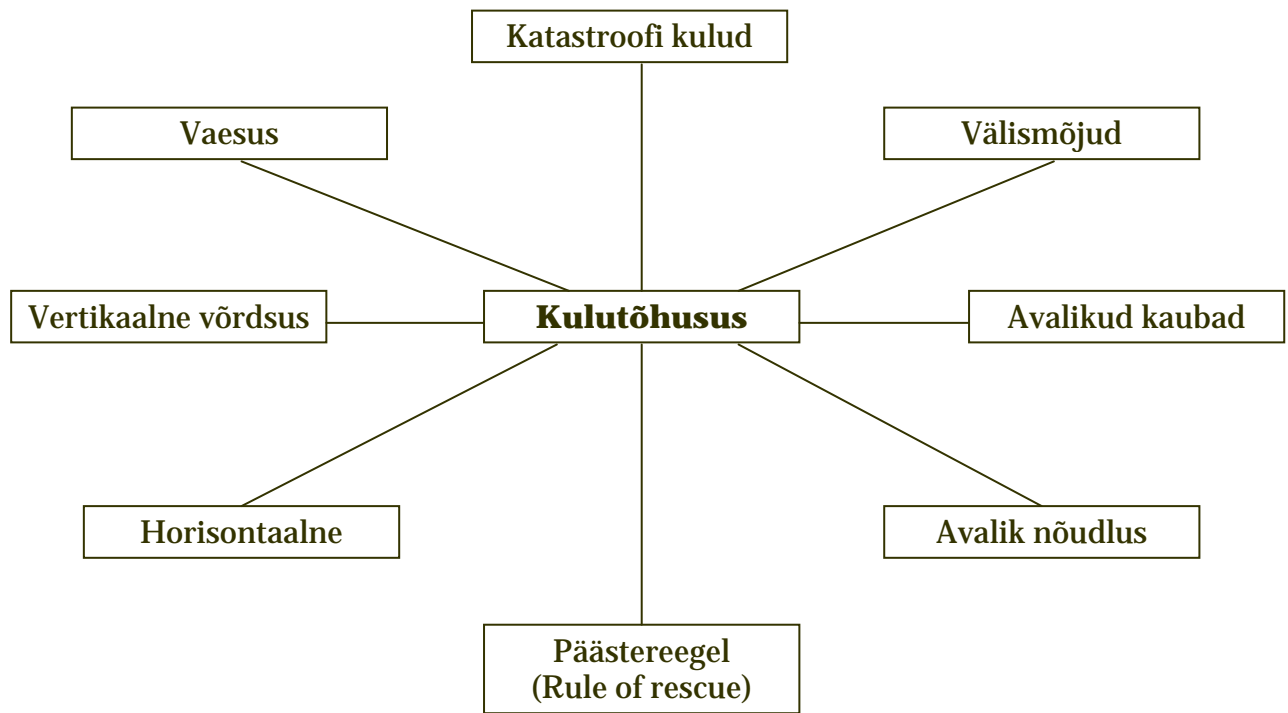 Katastroofi kulud
Vaesus
Välismõjud
Vertikaalne võrdsus
Kulutõhusus
Avalikud kaubad
Horisontaalne
Avalik nõudlus
Päästereegel
(Rule of rescue)